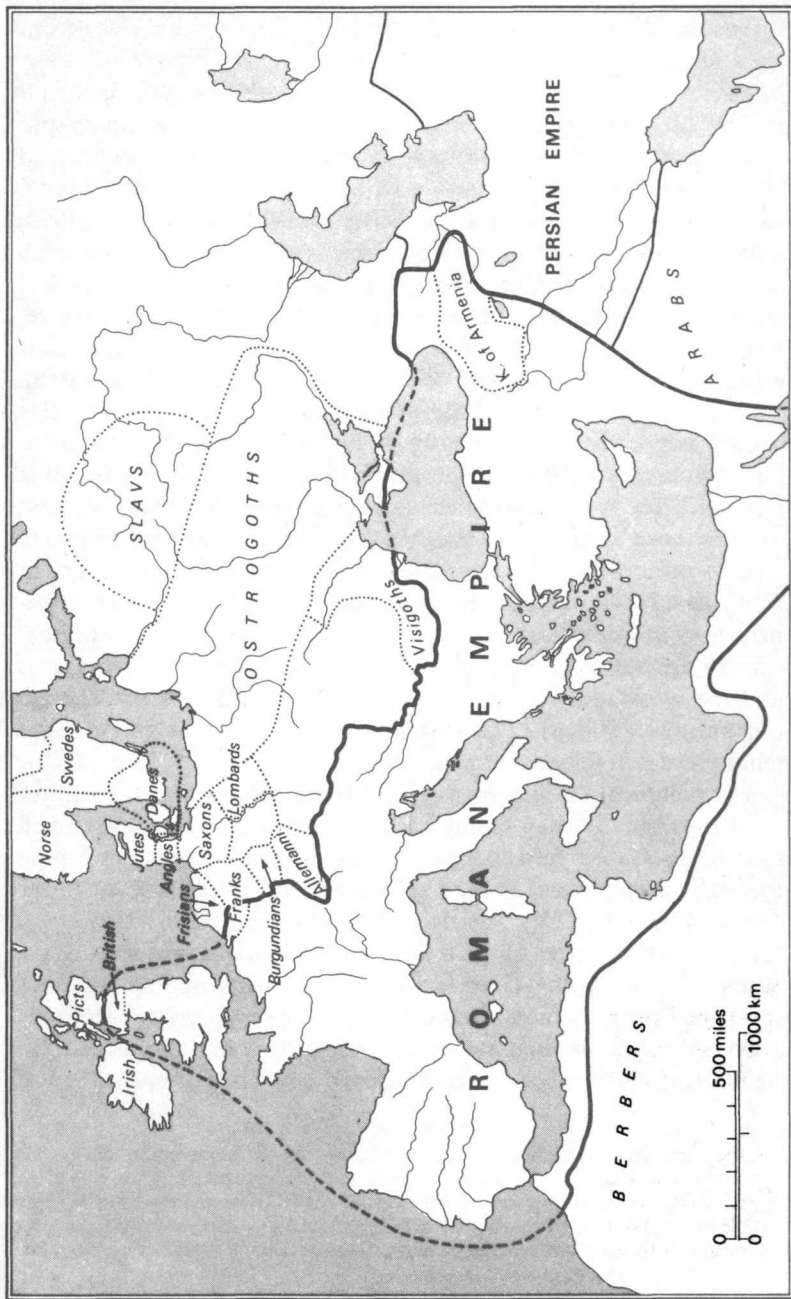 Norse
Swedes
Jutes
Danes
Angles
Picts
British
Irish
Frisians
Saxons
Franks
Lombards
Burgundians
Allemanni
SLAVS
OSTROGOTHS
Visigoths
ROMAN EMPIRE
K. of Armenia
PERSIAN EMPIRE
ARABS
BERBERS
0 500 miles
0 1000 km